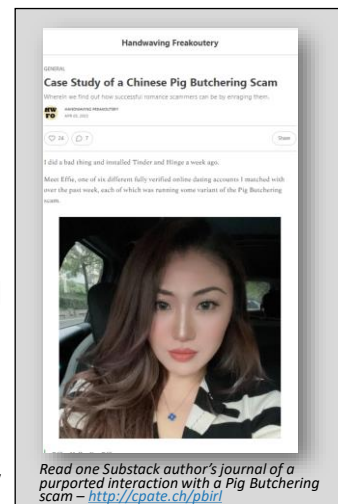 Handwaving Freakoutery
GENERAL
Case Study of a Chinese Pig Butchering Scam
Wherein we find out how successful romance scammers can be by enraging them.
HANDWAVING FREAKOUTERY
APR 05, 2023
24
7
Share
I did a bad thing and installed Tinder and Hinge a week ago.
Meet Effie, one of six different fully verified online dating accounts I matched with
over the past week, each of which was running some variant of the Pig Butchering
scam.
Read one Substack author's journal of a
purported interaction with a Pig Butchering
scam – http://cpate.ch/pbirl